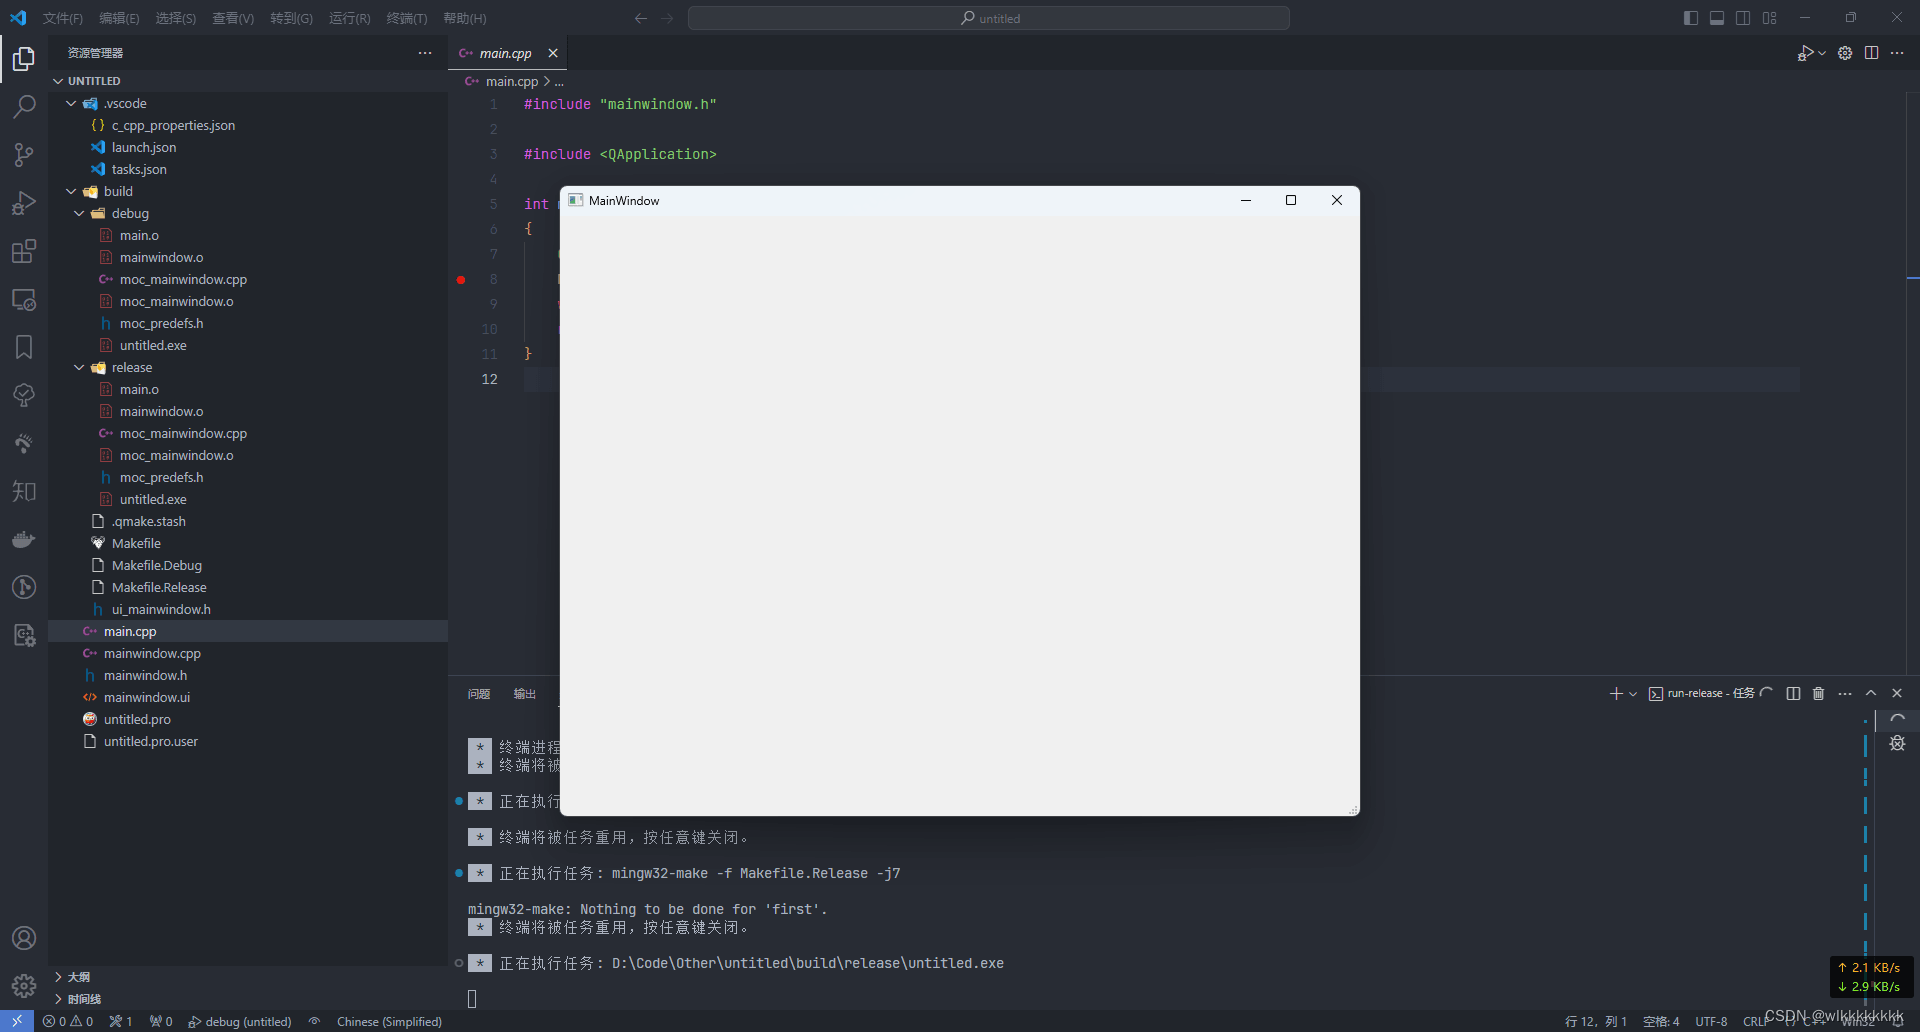 文件(F) 编辑(E) 选择(S) 查看(V) 转到(G) 运行(R) 终端(T) 帮助(H) untitled
资源管理器
main.cpp
UNTITLED
main.cpp > ...
.vscode
c_cpp_properties.json
launch.json
tasks.json
build
debug
main.o
mainwindow.o
moc_mainwindow.cpp
moc_mainwindow.o
moc_predefs.h
untitled.exe
release
main.o
mainwindow.o
moc_mainwindow.cpp
moc_mainwindow.o
moc_predefs.h
untitled.exe
.qmake.stash
Makefile
Makefile.Debug
Makefile.Release
ui_mainwindow.h
main.cpp
mainwindow.cpp
mainwindow.h
mainwindow.ui
untitled.pro
untitled.pro.user
大纲
时间线
知
1 #include "mainwindow.h"
2
3 #include <QApplication>
4
5 int
6 {
7
8
9
10
11 }
12
MainWindow
问题 输出
run-release - 任务
* 终端进程
* 终端将被
* 正在执行
* 终端将被任务重用，按任意键关闭。
* 正在执行任务: mingw32-make -f Makefile.Release -j7
mingw32-make: Nothing to be done for 'first'.
* 终端将被任务重用，按任意键关闭。
* 正在执行任务: D:\Code\Other\untitled\build\release\untitled.exe
↑ 2.1 KB/s
↓ 2.9 KB/s
0 0 1 0 debug (untitled) Chinese (Simplified) 行 12，列 1 空格: 4 UTF-8 CRLF C++ Win32
CSDN @wlkkkkkkkk